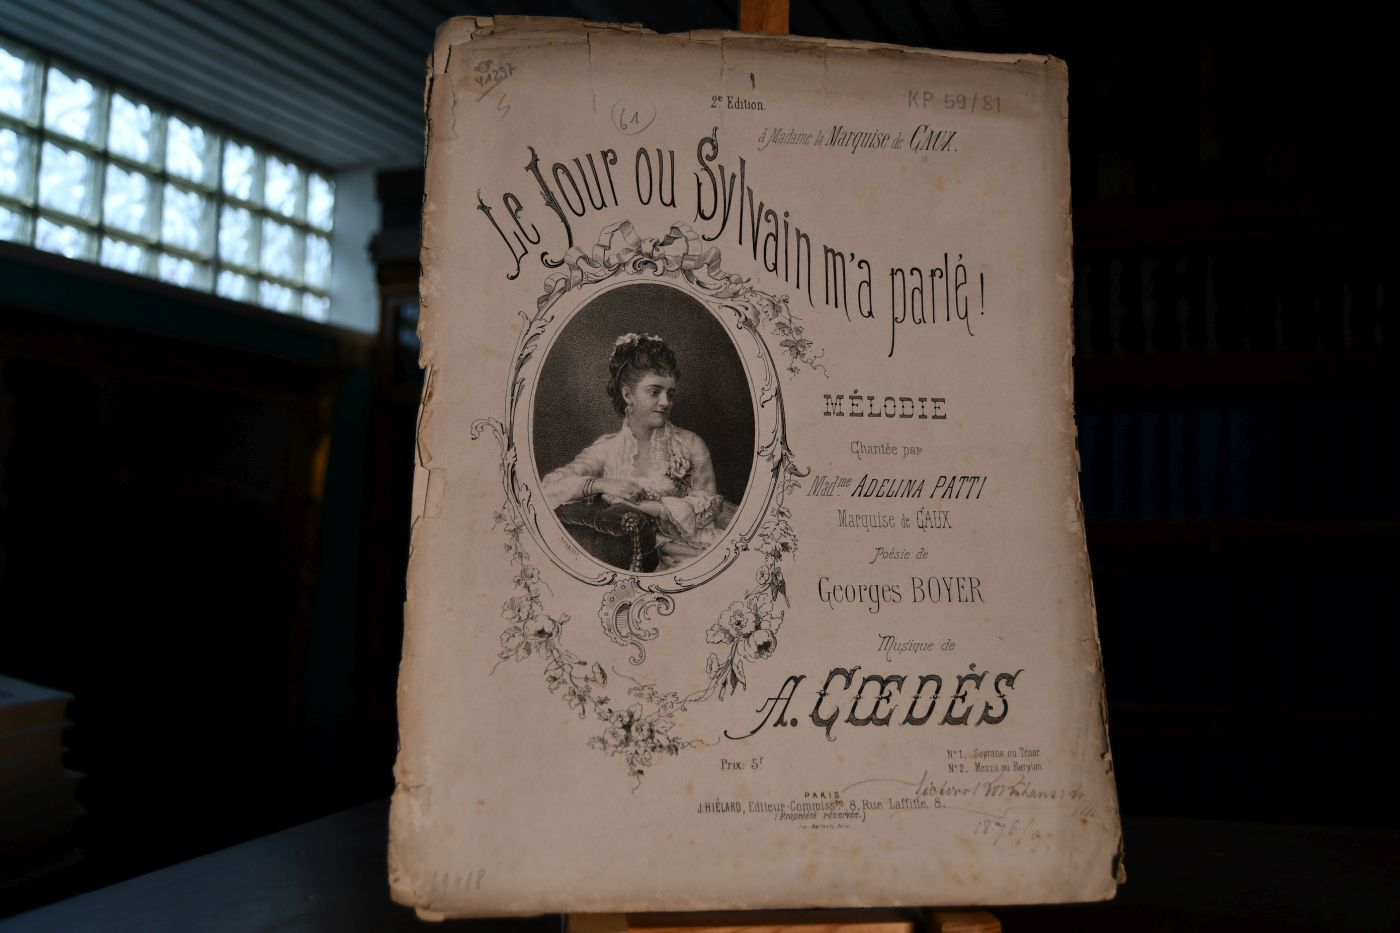 41297
61
2e Edition.
KP 59/81
à Madame la Marquise de CAUX.
Le Jour ou Sylvain m'a parlé!
MÉLODIE
Chantée par
Madme ADELINA PATTI
Marquise de CAUX
Poésie de
Georges BOYER
Musique de
A. CŒDÈS
Prix: 5f
No 1. Soprano ou Ténor
No 2. Mezzo ou Baryton
PARIS
J. HIÉLARD, Editeur-Commissre 8, Rue Laffitte, 8.
(Propriété réservée.)
1876/